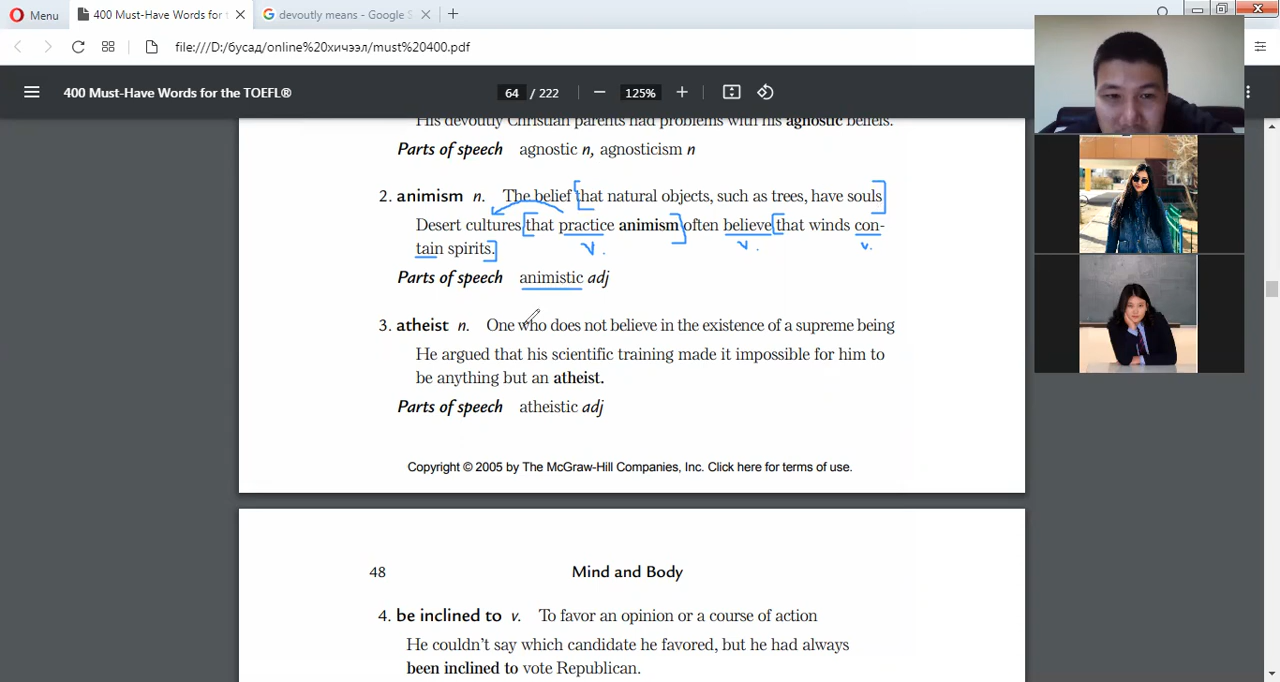 Menu
400 Must-Have Words for t
devoutly means - Google S
file:///D:/бусад/online%20хичээл/must%20400.pdf
400 Must-Have Words for the TOEFL®
64 / 222
125%
His devoutly Christian parents had problems with his agnostic beliefs.
Parts of speech agnostic n, agnosticism n
2. animism n. The belief that natural objects, such as trees, have souls
Desert cultures that practice animism often believe that winds con-
tain spirits.
v.
v.
v.
Parts of speech animistic adj
3. atheist n. One who does not believe in the existence of a supreme being
He argued that his scientific training made it impossible for him to
be anything but an atheist.
Parts of speech atheistic adj
Copyright © 2005 by The McGraw-Hill Companies, Inc. Click here for terms of use.
48 Mind and Body
4. be inclined to v. To favor an opinion or a course of action
He couldn't say which candidate he favored, but he had always
been inclined to vote Republican.